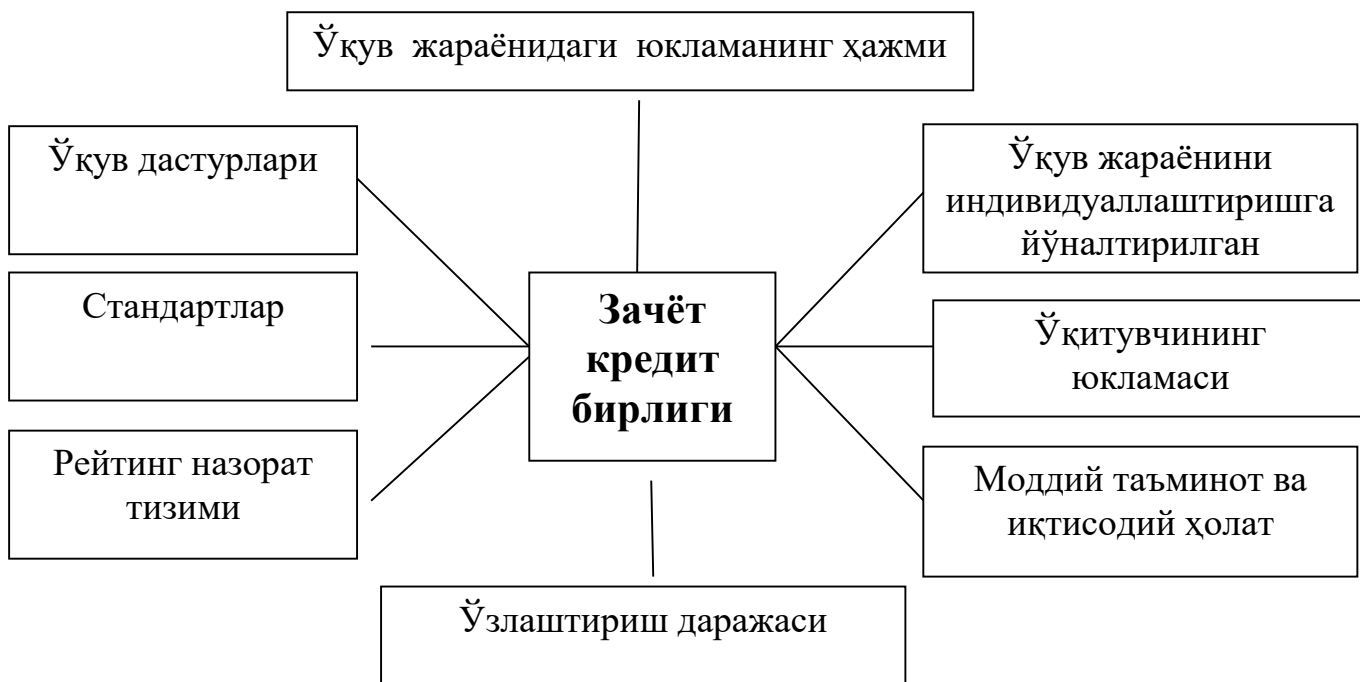 Ўқув жараёнидаги юкламанинг ҳажми
Ўқув дастурлари
Ўқув жараёнини
индивидуаллаштиришга
йўналтирилган
Стандартлар
Зачёт
кредит
бирлиги
Ўқитувчининг
юкламаси
Рейтинг назорат
тизими
Моддий таъминот ва
иқтисодий ҳолат
Ўзлаштириш даражаси